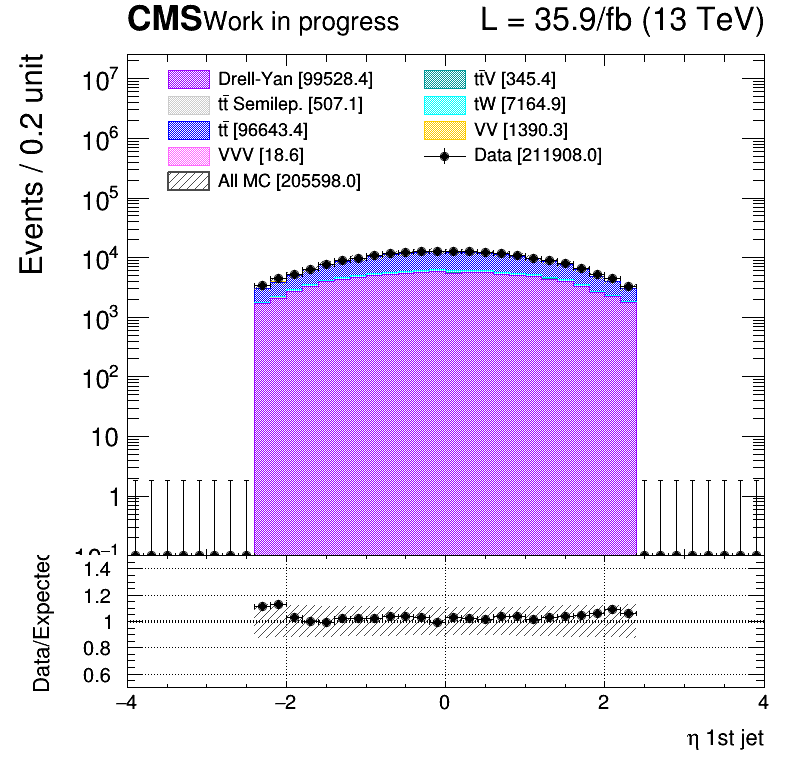 CMS Work in progress L = 35.9/fb (13 TeV)
Events / 0.2 unit
Drell-Yan [99528.4]
tt̄V [345.4]
tt̄ Semilep. [507.1]
tW [7164.9]
tt̄ [96643.4]
VV [1390.3]
VVV [18.6]
Data [211908.0]
All MC [205598.0]
10⁷
10⁶
10⁵
10⁴
10³
10²
10
1
Data/Expected
1.4
1.2
1
0.8
0.6
−4 −2 0 2 4
η 1st jet